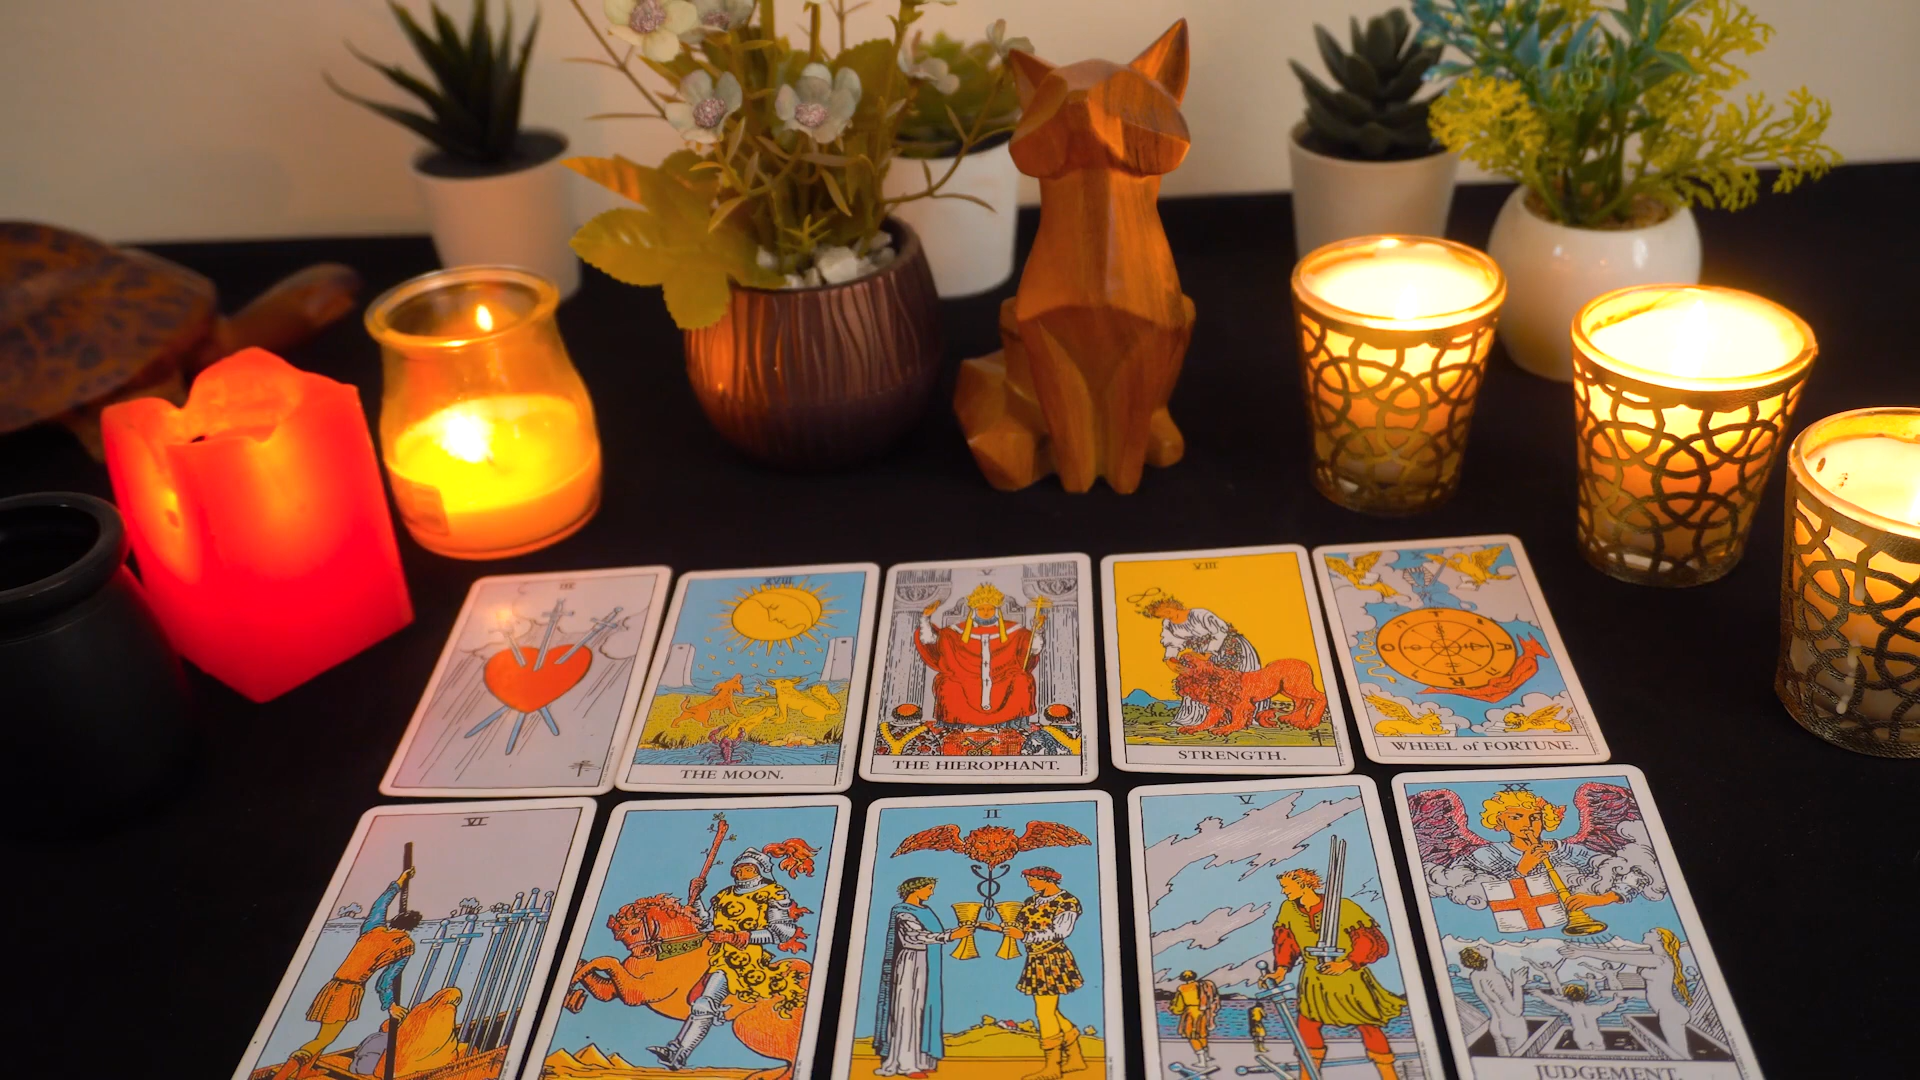 III
XVIII
THE MOON.
V
THE HIEROPHANT.
VIII
STRENGTH.
WHEEL of FORTUNE.
VI
II
V
XX
JUDGEMENT.